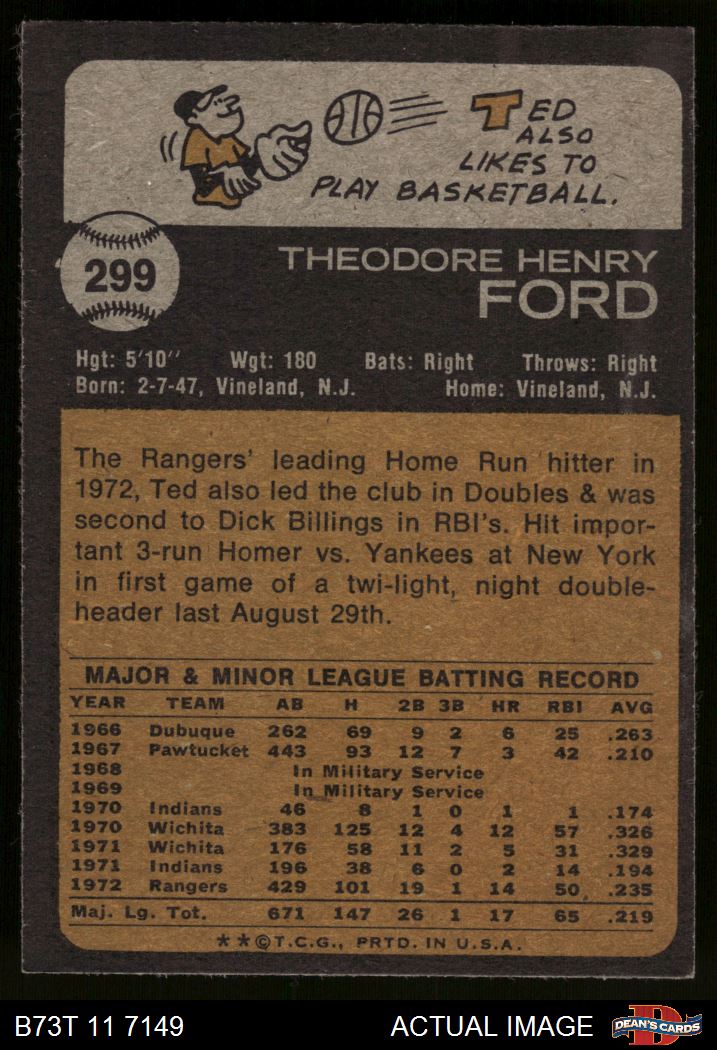 TED
ALSO
LIKES TO
PLAY BASKETBALL.
299
THEODORE HENRY
FORD
Hgt: 5'10" Wgt: 180 Bats: Right Throws: Right
Born: 2-7-47, Vineland, N.J. Home: Vineland, N.J.
The Rangers' leading Home Run hitter in
1972, Ted also led the club in Doubles & was
second to Dick Billings in RBI's. Hit impor-
tant 3-run Homer vs. Yankees at New York
in first game of a twi-light, night double-
header last August 29th.
MAJOR & MINOR LEAGUE BATTING RECORD
YEAR TEAM AB H 2B 3B HR RBI AVG
1966 Dubuque 262 69 9 2 6 25 .263
1967 Pawtucket 443 93 12 7 3 42 .210
1968 In Military Service
1969 In Military Service
1970 Indians 46 8 1 0 1 1 .174
1970 Wichita 383 125 12 4 12 57 .326
1971 Wichita 176 58 11 2 5 31 .329
1971 Indians 196 38 6 0 2 14 .194
1972 Rangers 429 101 19 1 14 50 .235
Maj. Lg. Tot. 671 147 26 1 17 65 .219
**©T.C.G., PRTD. IN U.S.A.
B73T 11 7149 ACTUAL IMAGE D DEAN'S CARDS